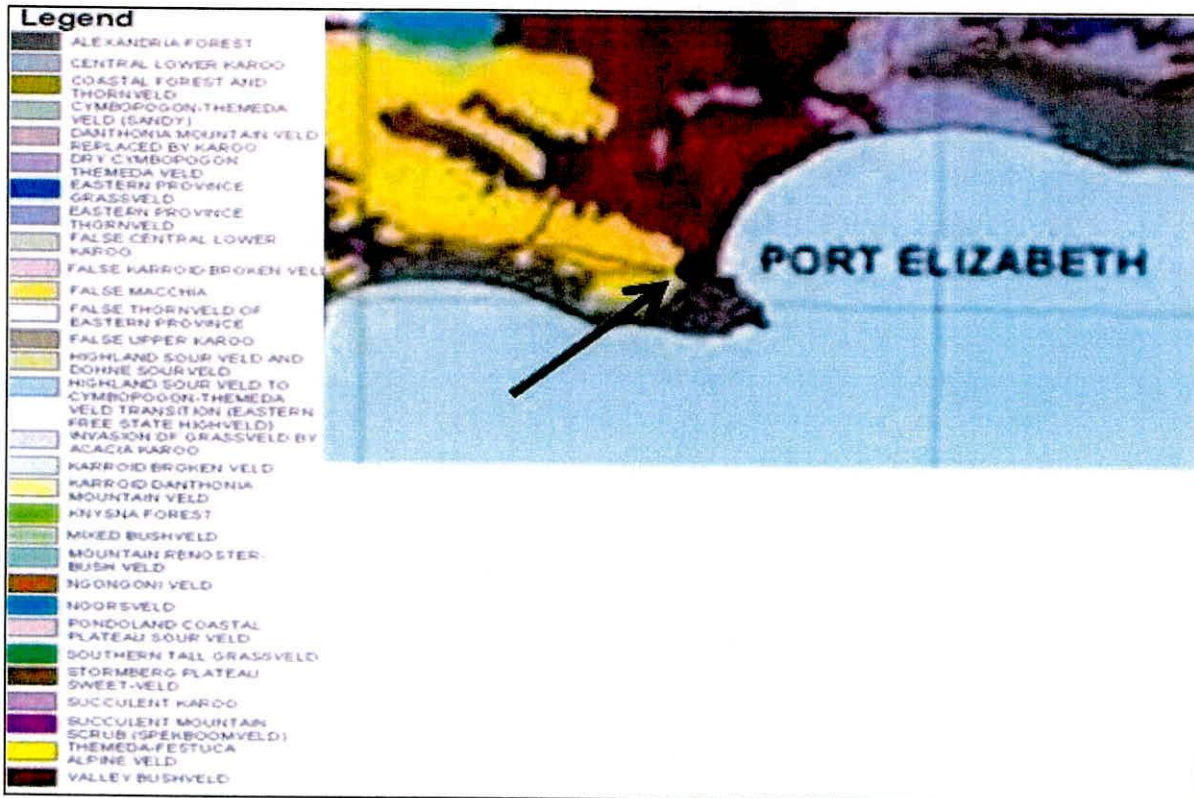 Legend
ALEXANDRIA FOREST
CENTRAL LOWER KAROO
COASTAL FOREST AND
THORNVELD
CYMBOPOGON-THEMEDA
VELD (SANDY)
DANTHONIA MOUNTAIN VELD
REPLACED BY KAROO
DRY CYMBOPOGON
THEMEDA VELD
EASTERN PROVINCE
GRASSVELD
EASTERN PROVINCE
THORNVELD
FALSE CENTRAL LOWER
KAROO
FALSE KARROID BROKEN VELD
FALSE MACCHIA
FALSE THORNVELD OF
EASTERN PROVINCE
FALSE UPPER KAROO
HIGHLAND SOUR VELD AND
DOHNE SOURVELD
HIGHLAND SOUR VELD TO
CYMBOPOGON-THEMEDA
VELD TRANSITION (EASTERN
FREE STATE HIGHVELD)
INVASION OF GRASSVELD BY
ACACIA KAROO
KARROID BROKEN VELD
KARROID DANTHONIA
MOUNTAIN VELD
KNYSNA FOREST
MIXED BUSHVELD
MOUNTAIN RENOSTER-
BUSH VELD
NGONGONI VELD
NOORSVELD
PONDOLAND COASTAL
PLATEAU SOUR VELD
SOUTHERN TALL GRASSVELD
STORMBERG PLATEAU
SWEET-VELD
SUCCULENT KAROO
SUCCULENT MOUNTAIN
SCRUB (SPEKBOOMVELD)
THEMEDA-FESTUCA
ALPINE VELD
VALLEY BUSHVELD
PORT ELIZABETH